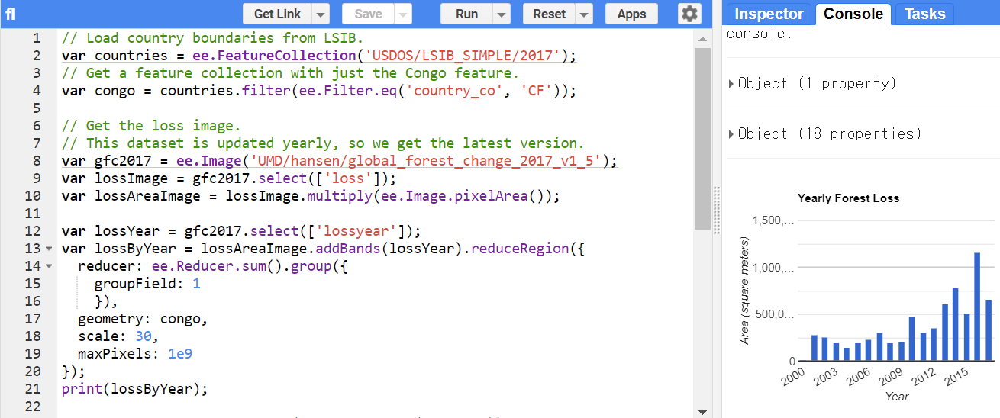 fl
Get Link Save Run Reset Apps
Inspector Console Tasks
1 // Load country boundaries from LSIB.
2 var countries = ee.FeatureCollection('USDOS/LSIB_SIMPLE/2017');
3 // Get a feature collection with just the Congo feature.
4 var congo = countries.filter(ee.Filter.eq('country_co', 'CF'));
5
6 // Get the loss image.
7 // This dataset is updated yearly, so we get the latest version.
8 var gfc2017 = ee.Image('UMD/hansen/global_forest_change_2017_v1_5');
9 var lossImage = gfc2017.select(['loss']);
10 var lossAreaImage = lossImage.multiply(ee.Image.pixelArea());
11
12 var lossYear = gfc2017.select(['lossyear']);
13 var lossByYear = lossAreaImage.addBands(lossYear).reduceRegion({
14 reducer: ee.Reducer.sum().group({
15 groupField: 1
16 }),
17 geometry: congo,
18 scale: 30,
19 maxPixels: 1e9
20 });
21 print(lossByYear);
22
console.
Object (1 property)
Object (18 properties)
Yearly Forest Loss
Area (square meters)
1,500,...
1,000,...
500,0...
0
2000 2003 2006 2009 2012 2015
Year